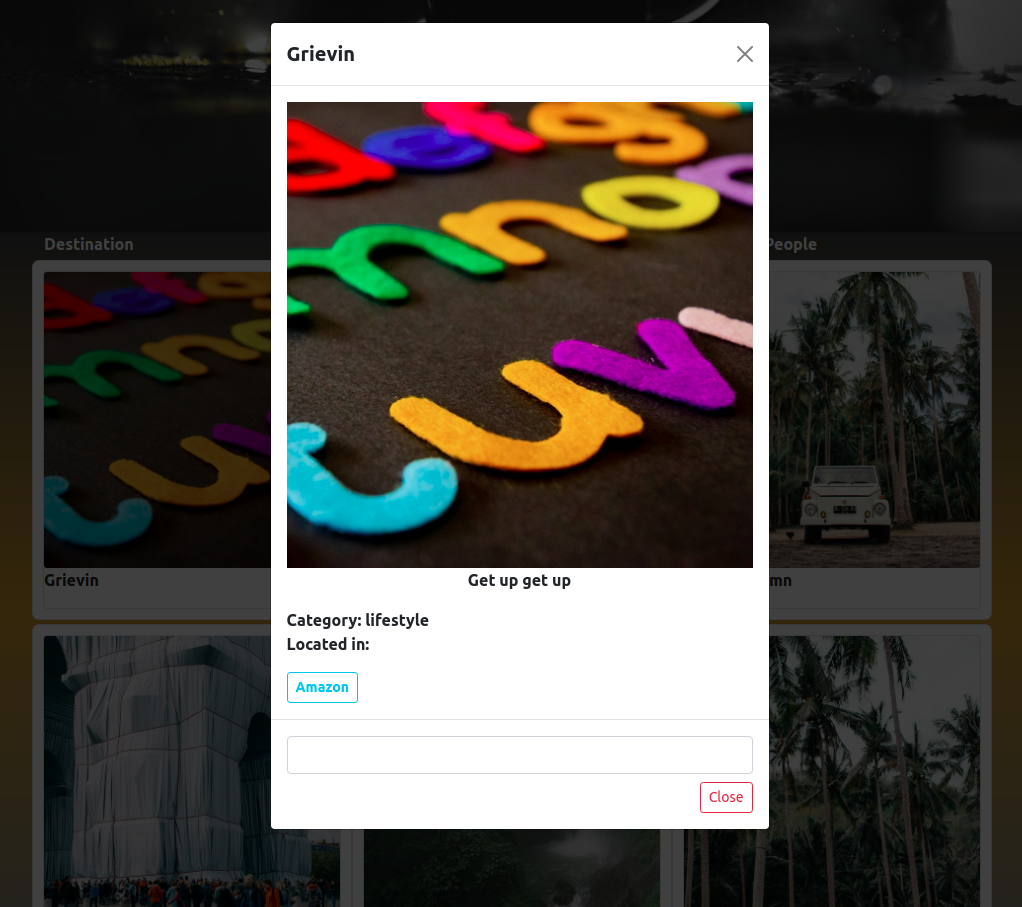 Grievin
Get up get up
Category: lifestyle
Located in:
Amazon
Close
Destination
People
Grievin
mn